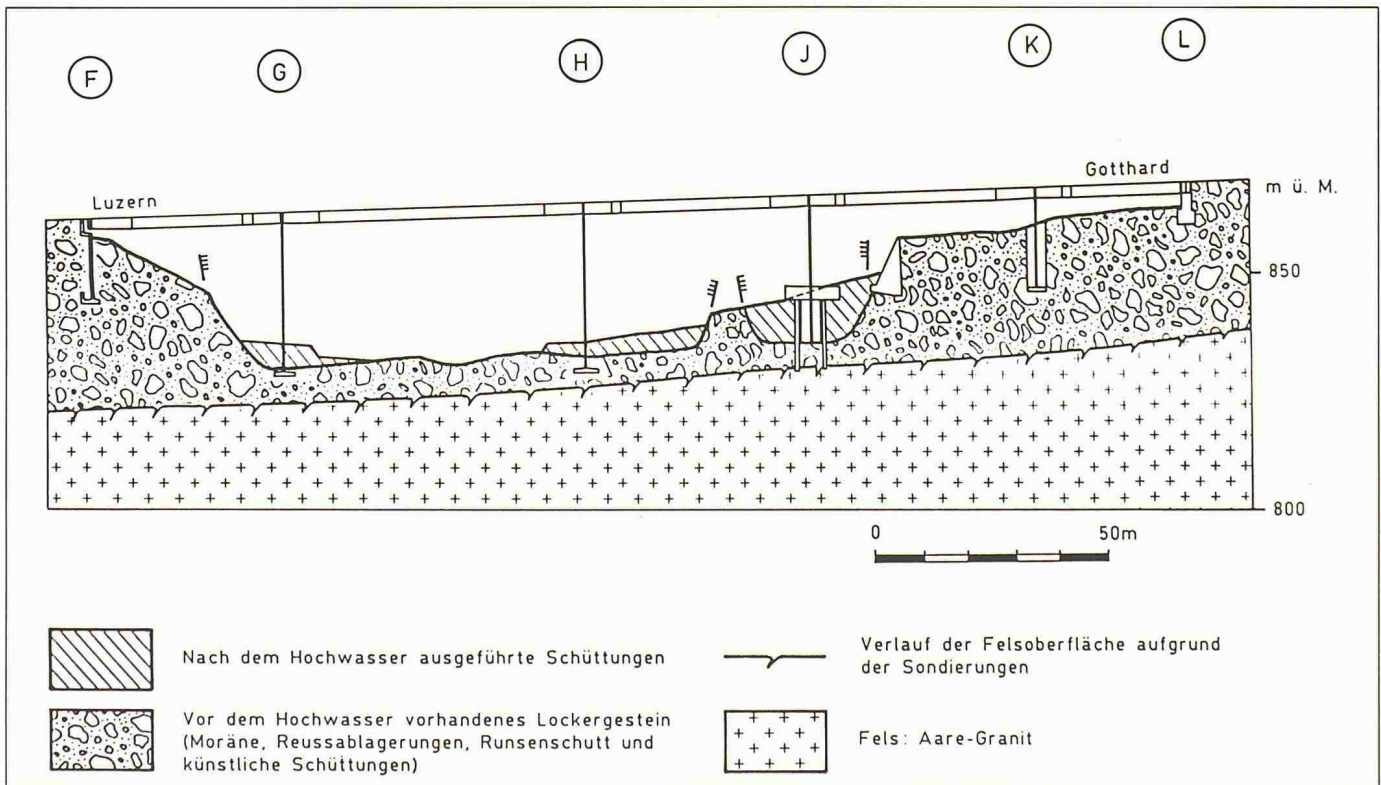 F G H J K L
Gotthard
Luzern
m ü. M.
850
800
0 50m
Nach dem Hochwasser ausgeführte Schüttungen
Vor dem Hochwasser vorhandenes Lockergestein
(Moräne, Reussablagerungen, Runsenschutt und
künstliche Schüttungen)
Verlauf der Felsoberfläche aufgrund
der Sondierungen
Fels: Aare-Granit